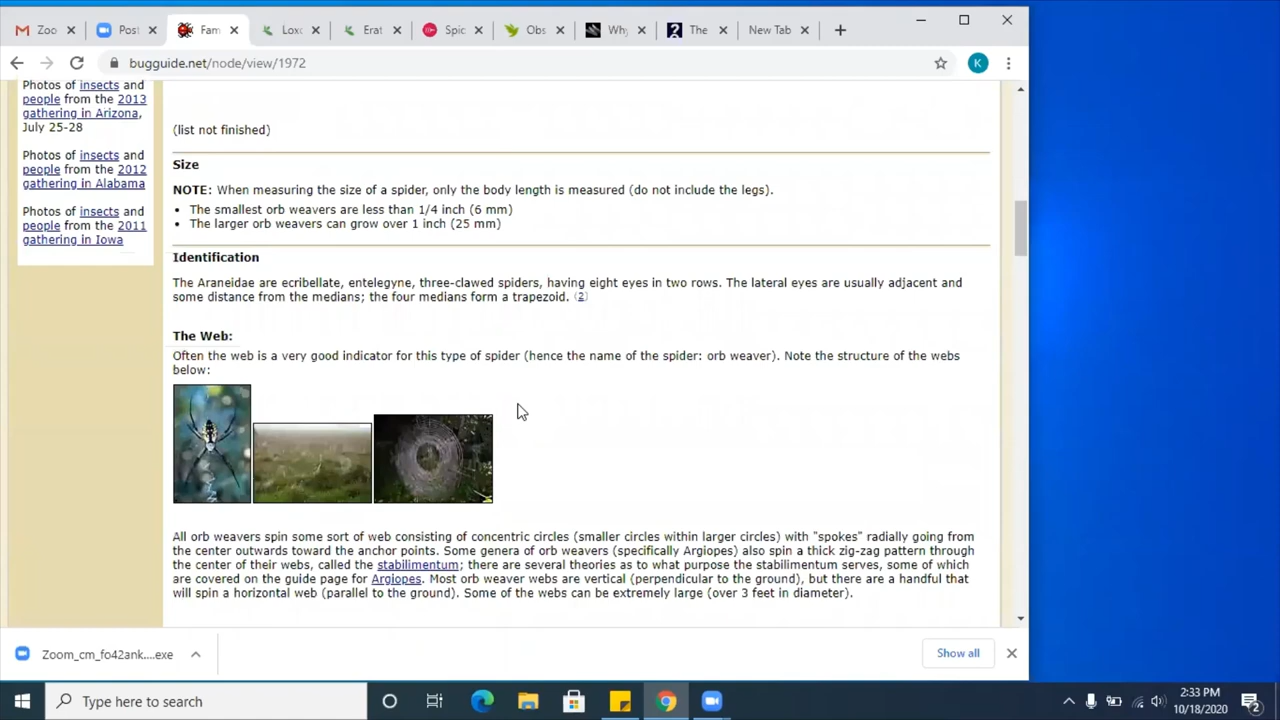 Zoo
Post
Fam
Loxo
Erat
Spic
Obs
Why
The
New Tab
bugguide.net/node/view/1972
K
Photos of insects and
people from the 2013
gathering in Arizona,
July 25-28
Photos of insects and
people from the 2012
gathering in Alabama
Photos of insects and
people from the 2011
gathering in Iowa
(list not finished)
Size
NOTE: When measuring the size of a spider, only the body length is measured (do not include the legs).
• The smallest orb weavers are less than 1/4 inch (6 mm)
• The larger orb weavers can grow over 1 inch (25 mm)
Identification
The Araneidae are ecribellate, entelegyne, three-clawed spiders, having eight eyes in two rows. The lateral eyes are usually adjacent and
some distance from the medians; the four medians form a trapezoid. (2)
The Web:
Often the web is a very good indicator for this type of spider (hence the name of the spider: orb weaver). Note the structure of the webs
below:
All orb weavers spin some sort of web consisting of concentric circles (smaller circles within larger circles) with "spokes" radially going from
the center outwards toward the anchor points. Some genera of orb weavers (specifically Argiopes) also spin a thick zig-zag pattern through
the center of their webs, called the stabilimentum; there are several theories as to what purpose the stabilimentum serves, some of which
are covered on the guide page for Argiopes. Most orb weaver webs are vertical (perpendicular to the ground), but there are a handful that
will spin a horizontal web (parallel to the ground). Some of the webs can be extremely large (over 3 feet in diameter).
Zoom_cm_fo42ank....exe
Show all
Type here to search
2:33 PM
10/18/2020
2